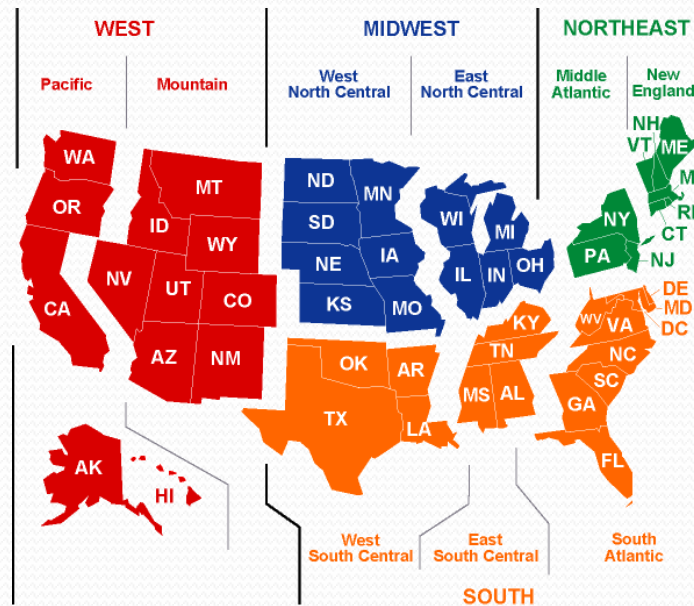 WEST
MIDWEST
NORTHEAST
Pacific
Mountain
West
North Central
East
North Central
Middle
Atlantic
New
England
WA
OR
CA
NV
MT
ID
WY
UT
CO
AZ
NM
AK
HI
ND
SD
NE
KS
MN
IA
MO
WI
MI
IL
IN
OH
NH
VT
ME
M
RI
CT
NY
PA
NJ
OK
TX
AR
LA
KY
TN
MS
AL
DE
MD
DC
WV
VA
NC
SC
GA
FL
West
South Central
East
South Central
South
Atlantic
SOUTH